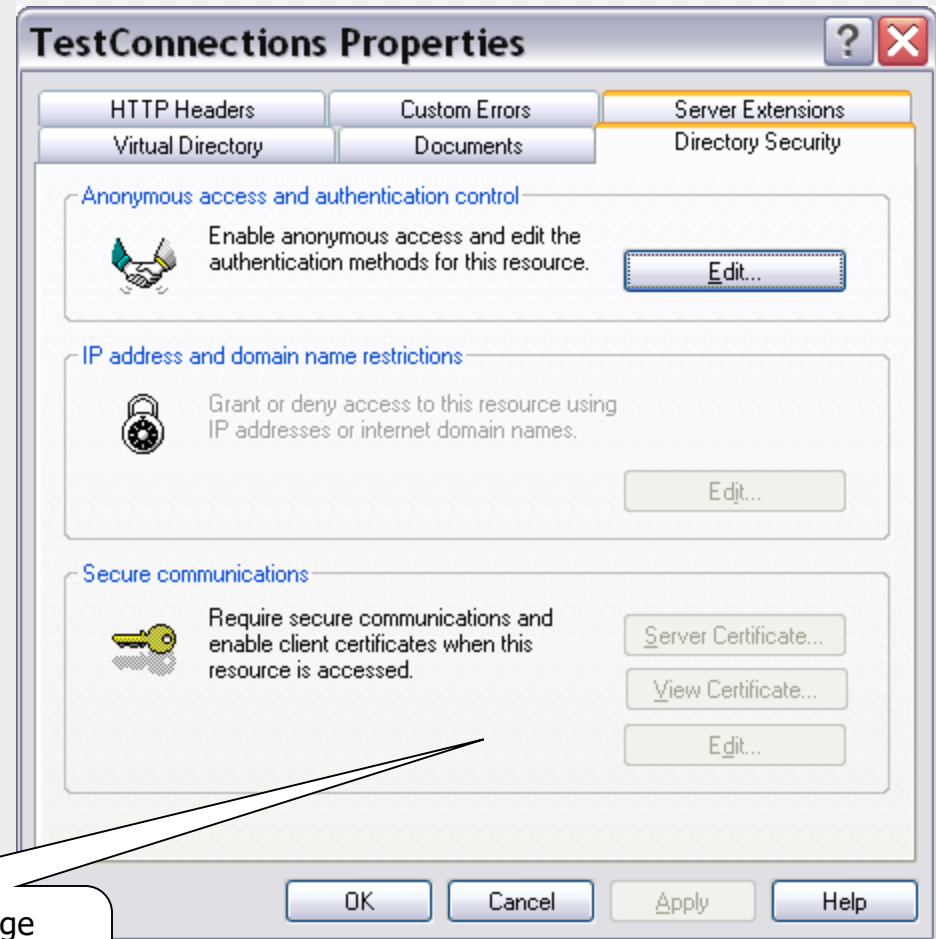 TestConnections Properties
?
HTTP Headers
Custom Errors
Server Extensions
Virtual Directory
Documents
Directory Security
Anonymous access and authentication control
Enable anonymous access and edit the
authentication methods for this resource.
Edit...
IP address and domain name restrictions
Grant or deny access to this resource using
IP addresses or internet domain names.
Edit...
Secure communications
Require secure communications and
enable client certificates when this
resource is accessed.
Server Certificate...
View Certificate...
Edit...
OK
Cancel
Apply
Help